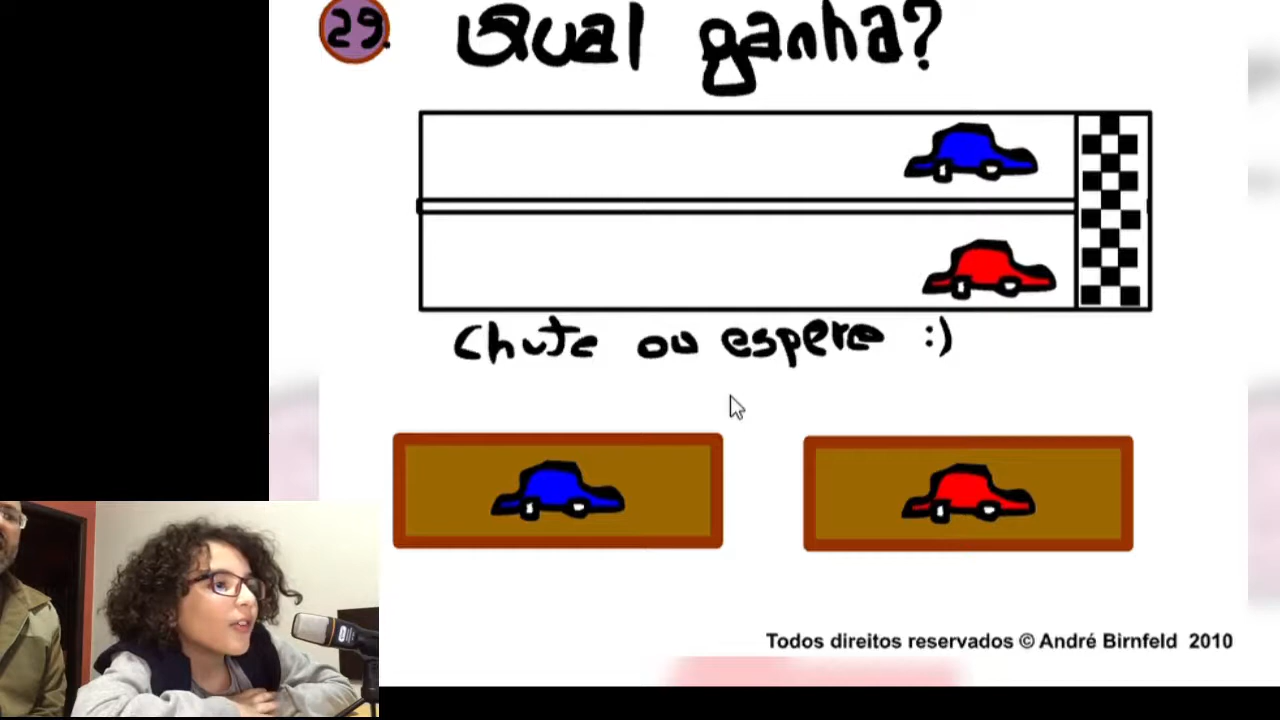 29. Qual ganha?
Chute ou espere :)
Todos direitos reservados © André Birnfeld 2010